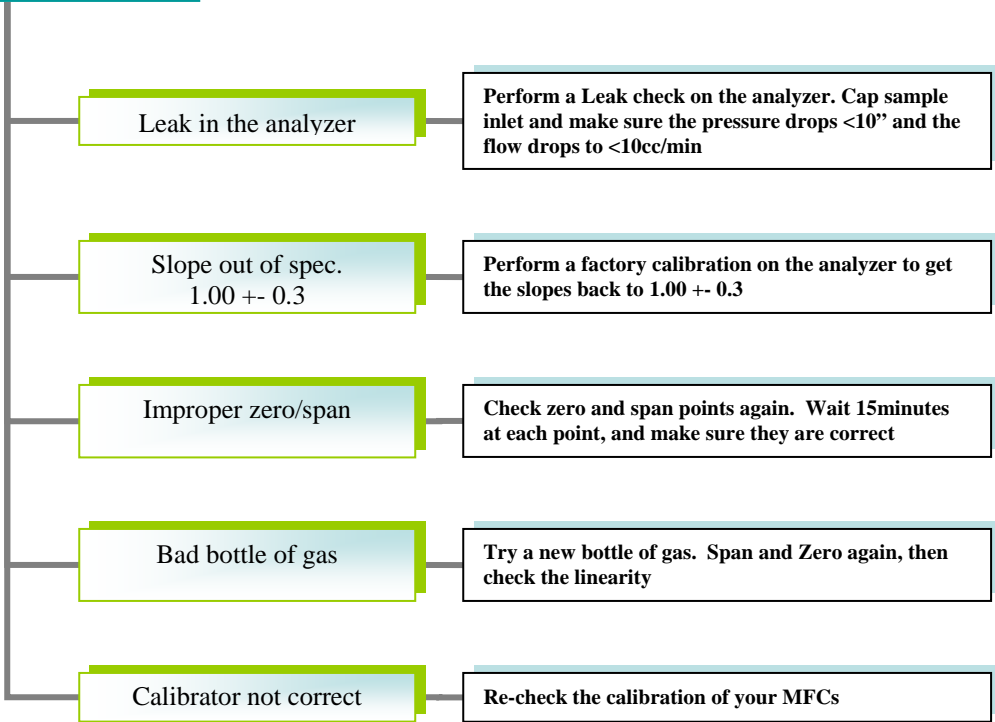 Leak in the analyzer
Perform a Leak check on the analyzer. Cap sample
inlet and make sure the pressure drops <10” and the
flow drops to <10cc/min
Slope out of spec.
1.00 +- 0.3
Perform a factory calibration on the analyzer to get
the slopes back to 1.00 +- 0.3
Improper zero/span
Check zero and span points again.  Wait 15minutes
at each point, and make sure they are correct
Bad bottle of gas
Try a new bottle of gas.  Span and Zero again, then
check the linearity
Calibrator not correct
Re-check the calibration of your MFCs